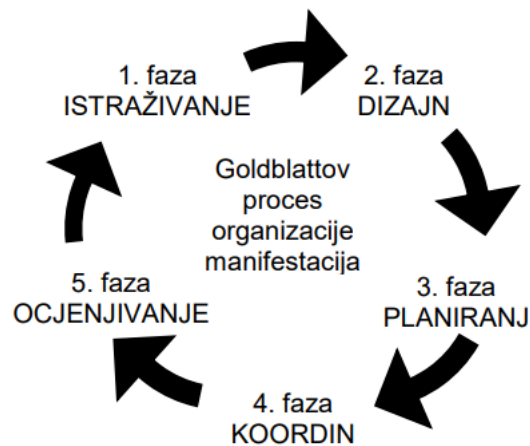 1. faza
ISTRAŽIVANJE
2. faza
DIZAJN
Goldblattov
proces
organizacije
manifestacija
3. faza
PLANIRANJ
4. faza
KOORDIN
5. faza
OCJENJIVANJE